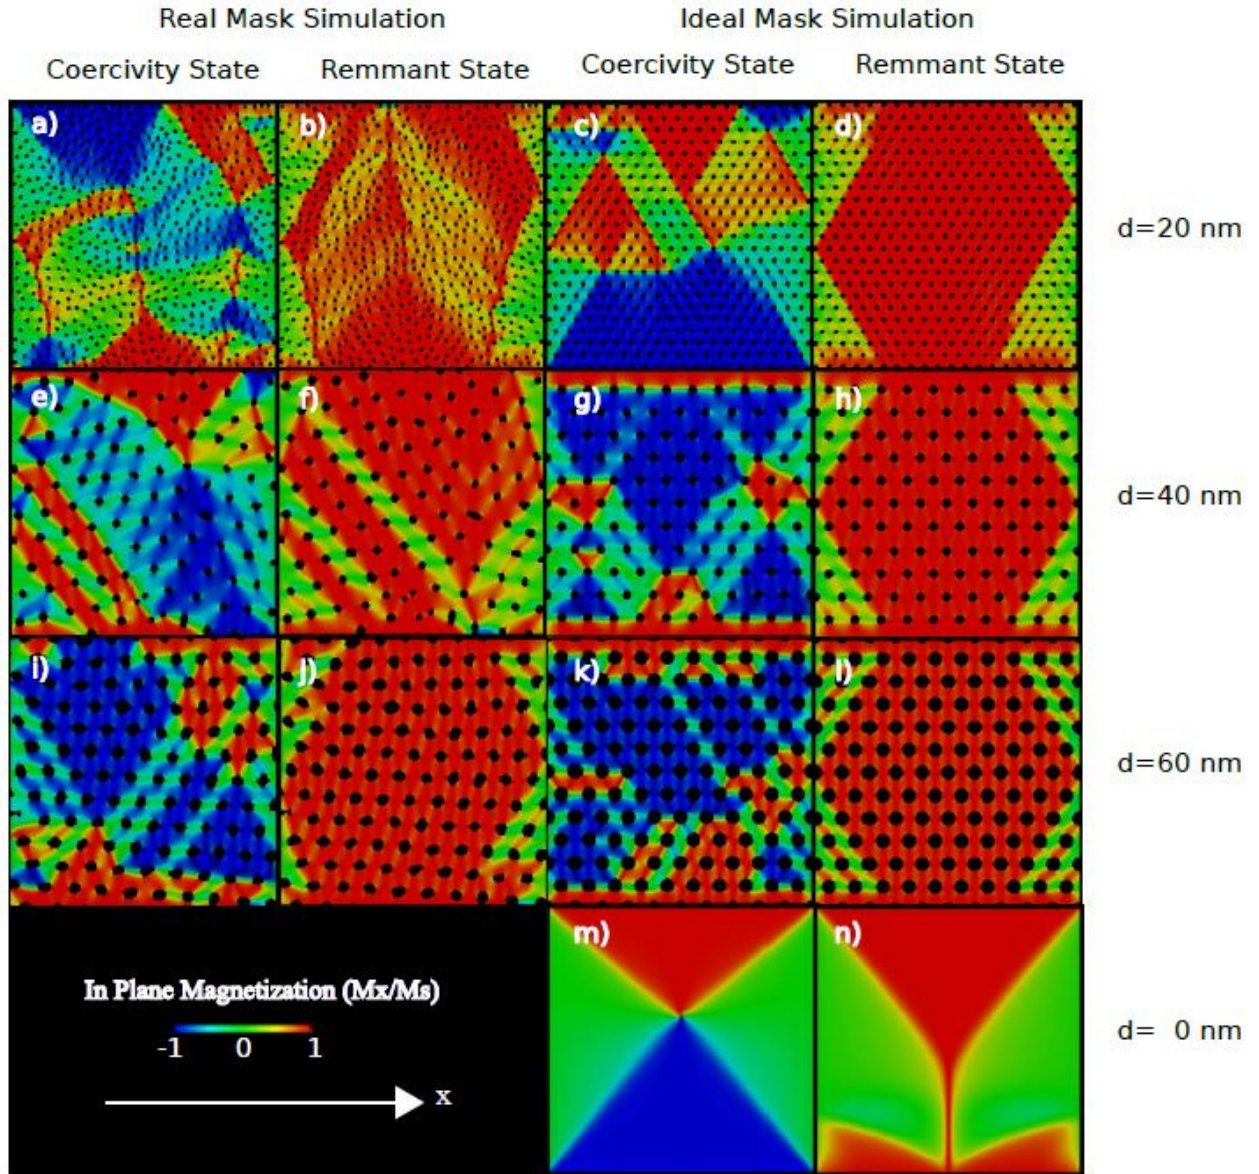 Real Mask Simulation
Ideal Mask Simulation
Coercivity State
Remmant State
Coercivity State
Remmant State
a)
b)
c)
d)
d=20 nm
e)
f)
g)
h)
d=40 nm
i)
j)
k)
l)
d=60 nm
m)
n)
d= 0 nm
In Plane Magnetization (Mx/Ms)
-1 0 1
x